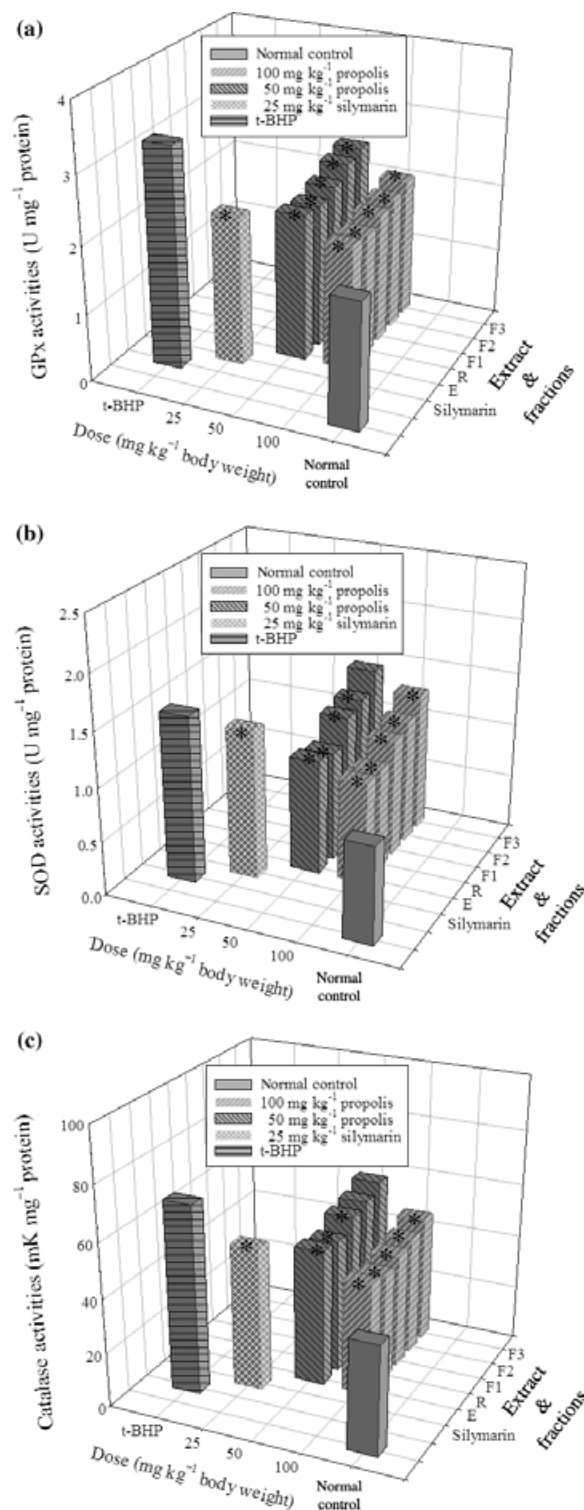 (a)
Normal control
100 mg kg⁻¹ propolis
50 mg kg⁻¹ propolis
25 mg kg⁻¹ silymarin
t-BHP
GPx activities (U mg⁻¹ protein)
4
3
2
1
0
* * * * * * * * * * *
t-BHP
25
50
100
Normal
control
Dose (mg kg⁻¹ body weight)
Silymarin
E
R
F1
F2
F3
Extract
&
fractions
(b)
Normal control
100 mg kg⁻¹ propolis
50 mg kg⁻¹ propolis
25 mg kg⁻¹ silymarin
t-BHP
SOD activities (U mg⁻¹ protein)
2.5
2.0
1.5
1.0
0.5
0.0
* * * * * * * * * *
t-BHP
25
50
100
Normal
control
Dose (mg kg⁻¹ body weight)
Silymarin
E
R
F1
F2
F3
Extract
&
fractions
(c)
Normal control
100 mg kg⁻¹ propolis
50 mg kg⁻¹ propolis
25 mg kg⁻¹ silymarin
t-BHP
Catalase activities (mK mg⁻¹ protein)
100
80
60
40
20
0
* * * * * * * * *
t-BHP
25
50
100
Normal
control
Dose (mg kg⁻¹ body weight)
Silymarin
E
R
F1
F2
F3
Extract
&
fractions